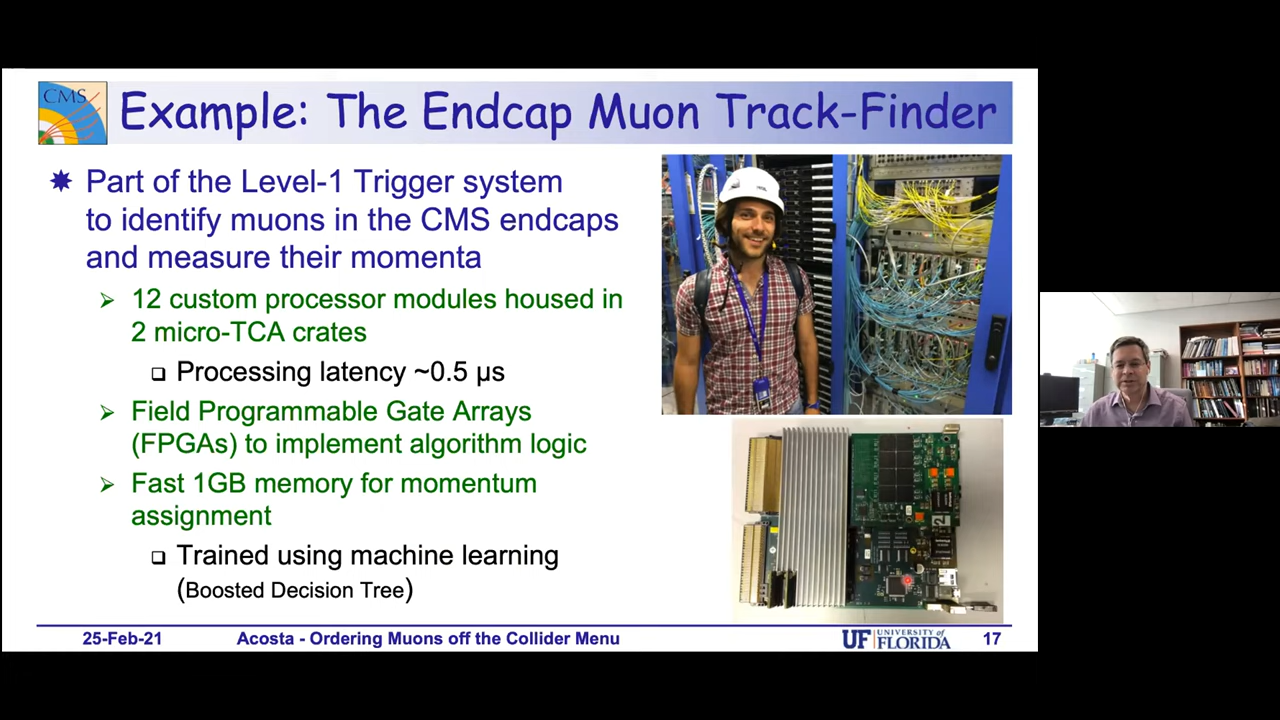 CMS
Example: The Endcap Muon Track-Finder
Part of the Level-1 Trigger system
to identify muons in the CMS endcaps
and measure their momenta
12 custom processor modules housed in
2 micro-TCA crates
Processing latency ~0.5 µs
Field Programmable Gate Arrays
(FPGAs) to implement algorithm logic
Fast 1GB memory for momentum
assignment
Trained using machine learning
(Boosted Decision Tree)
25-Feb-21
Acosta - Ordering Muons off the Collider Menu
UF UNIVERSITY of
FLORIDA
17